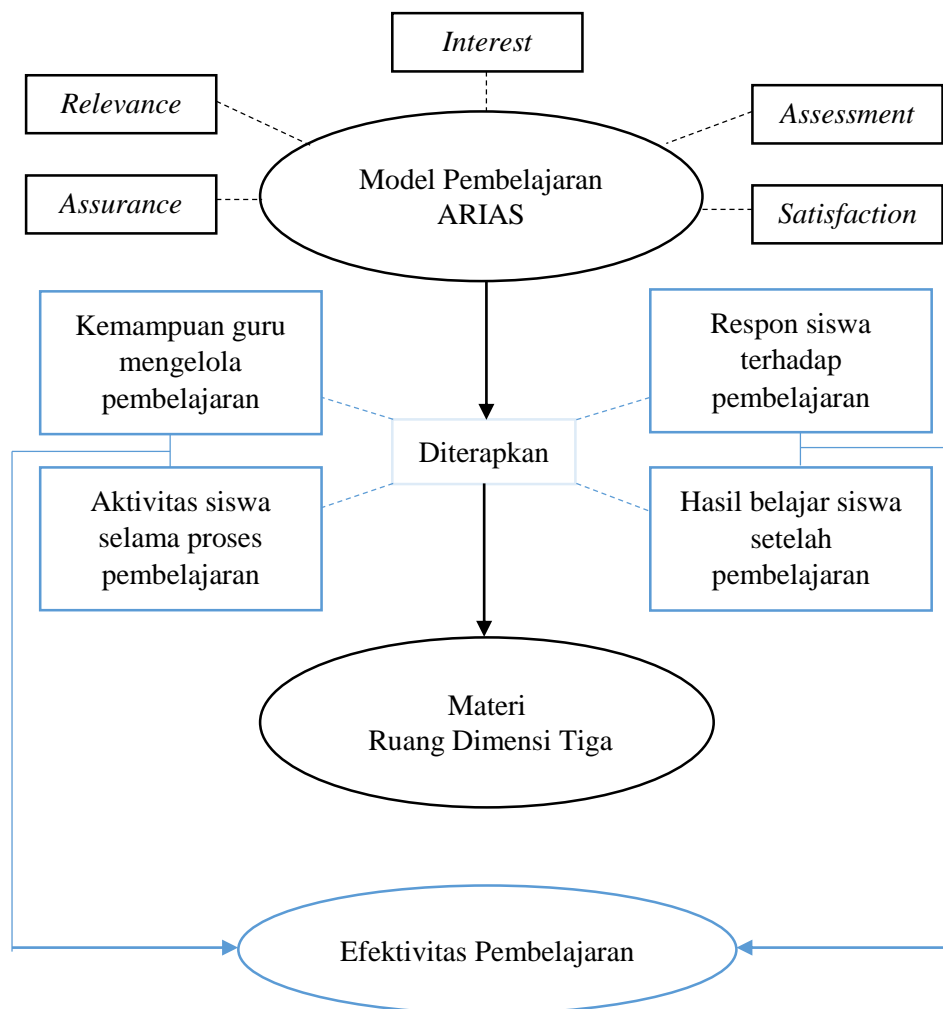 Interest
Relevance
Assessment
Model Pembelajaran
ARIAS
Assurance
Satisfaction
Kemampuan guru
mengelola
pembelajaran
Respon siswa
terhadap
pembelajaran
Diterapkan
Aktivitas siswa
selama proses
pembelajaran
Hasil belajar siswa
setelah
pembelajaran
Materi
Ruang Dimensi Tiga
Efektivitas Pembelajaran